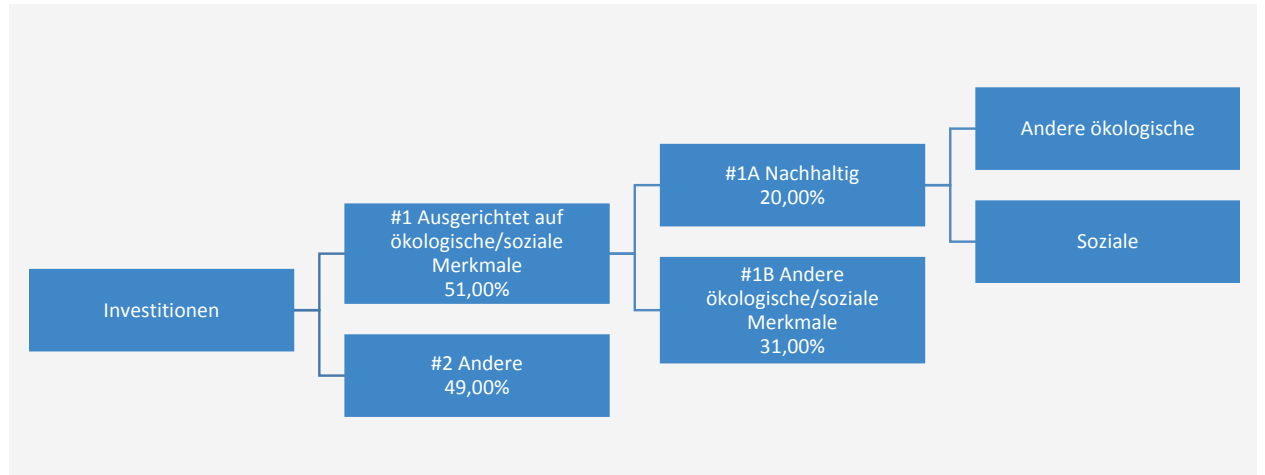 Investitionen
#1 Ausgerichtet auf
ökologische/soziale
Merkmale
51,00%
#2 Andere
49,00%
#1A Nachhaltig
20,00%
#1B Andere
ökologische/soziale
Merkmale
31,00%
Andere ökologische
Soziale